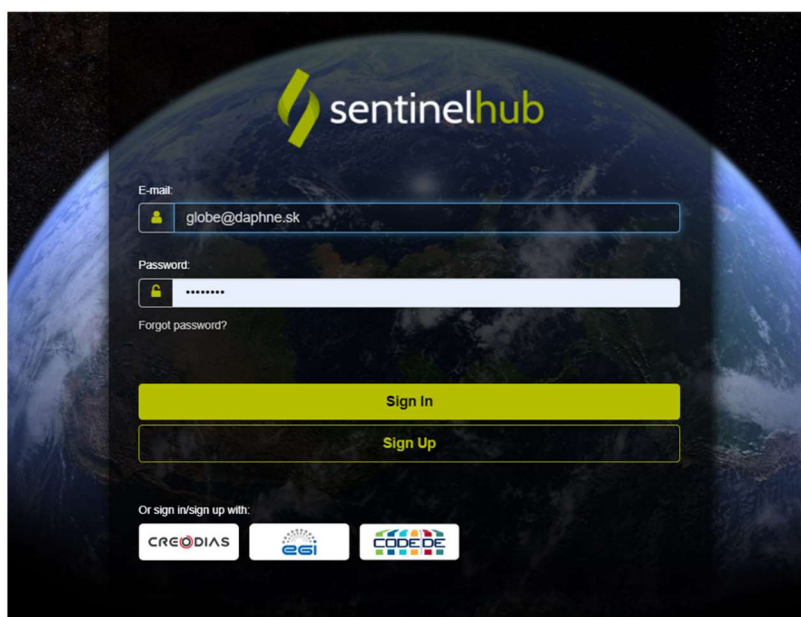 sentinelhub
E-mail:
globe@daphne.sk
Password:
••••••••
Forgot password?
Sign In
Sign Up
Or sign in/sign up with:
CREODIAS
egi
CODE DE